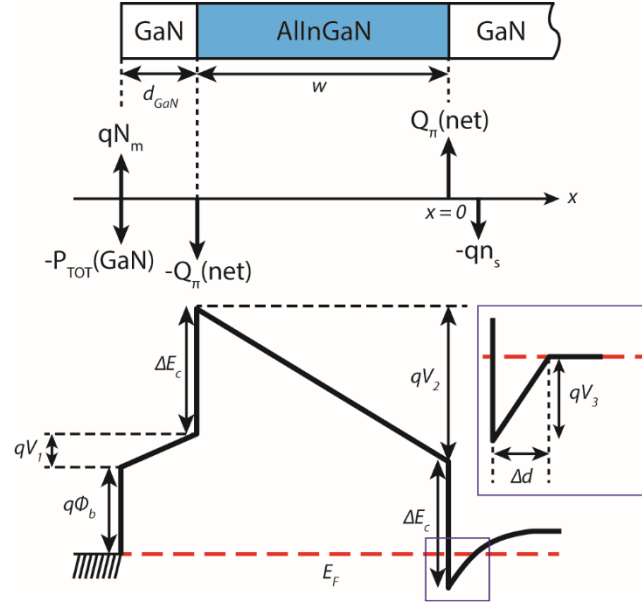 GaN AlInGaN GaN
d_GaN w
qN_m Q_π(net)
x = 0 x
-P_TOT(GaN) -Q_π(net) -qn_s
ΔE_c qV_2 qV_3
Δd
qV_1
qΦ_b ΔE_c
E_F